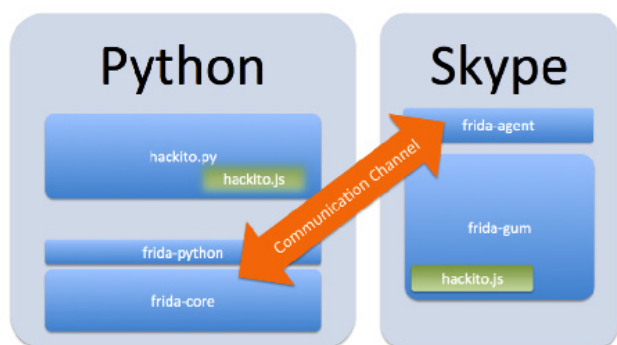 Python
hackito.py
hackito.js
frida-python
frida-core
Communication Channel
Skype
frida-agent
frida-gum
hackito.js